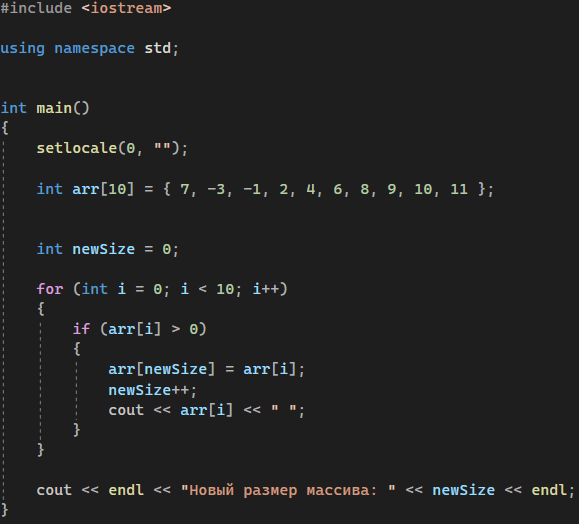 #include <iostream>
using namespace std;
int main()
{
setlocale(0, "");
int arr[10] = { 7, -3, -1, 2, 4, 6, 8, 9, 10, 11 };
int newSize = 0;
for (int i = 0; i < 10; i++)
{
if (arr[i] > 0)
{
arr[newSize] = arr[i];
newSize++;
cout << arr[i] << " ";
}
}
cout << endl << "Новый размер массива: " << newSize << endl;
}